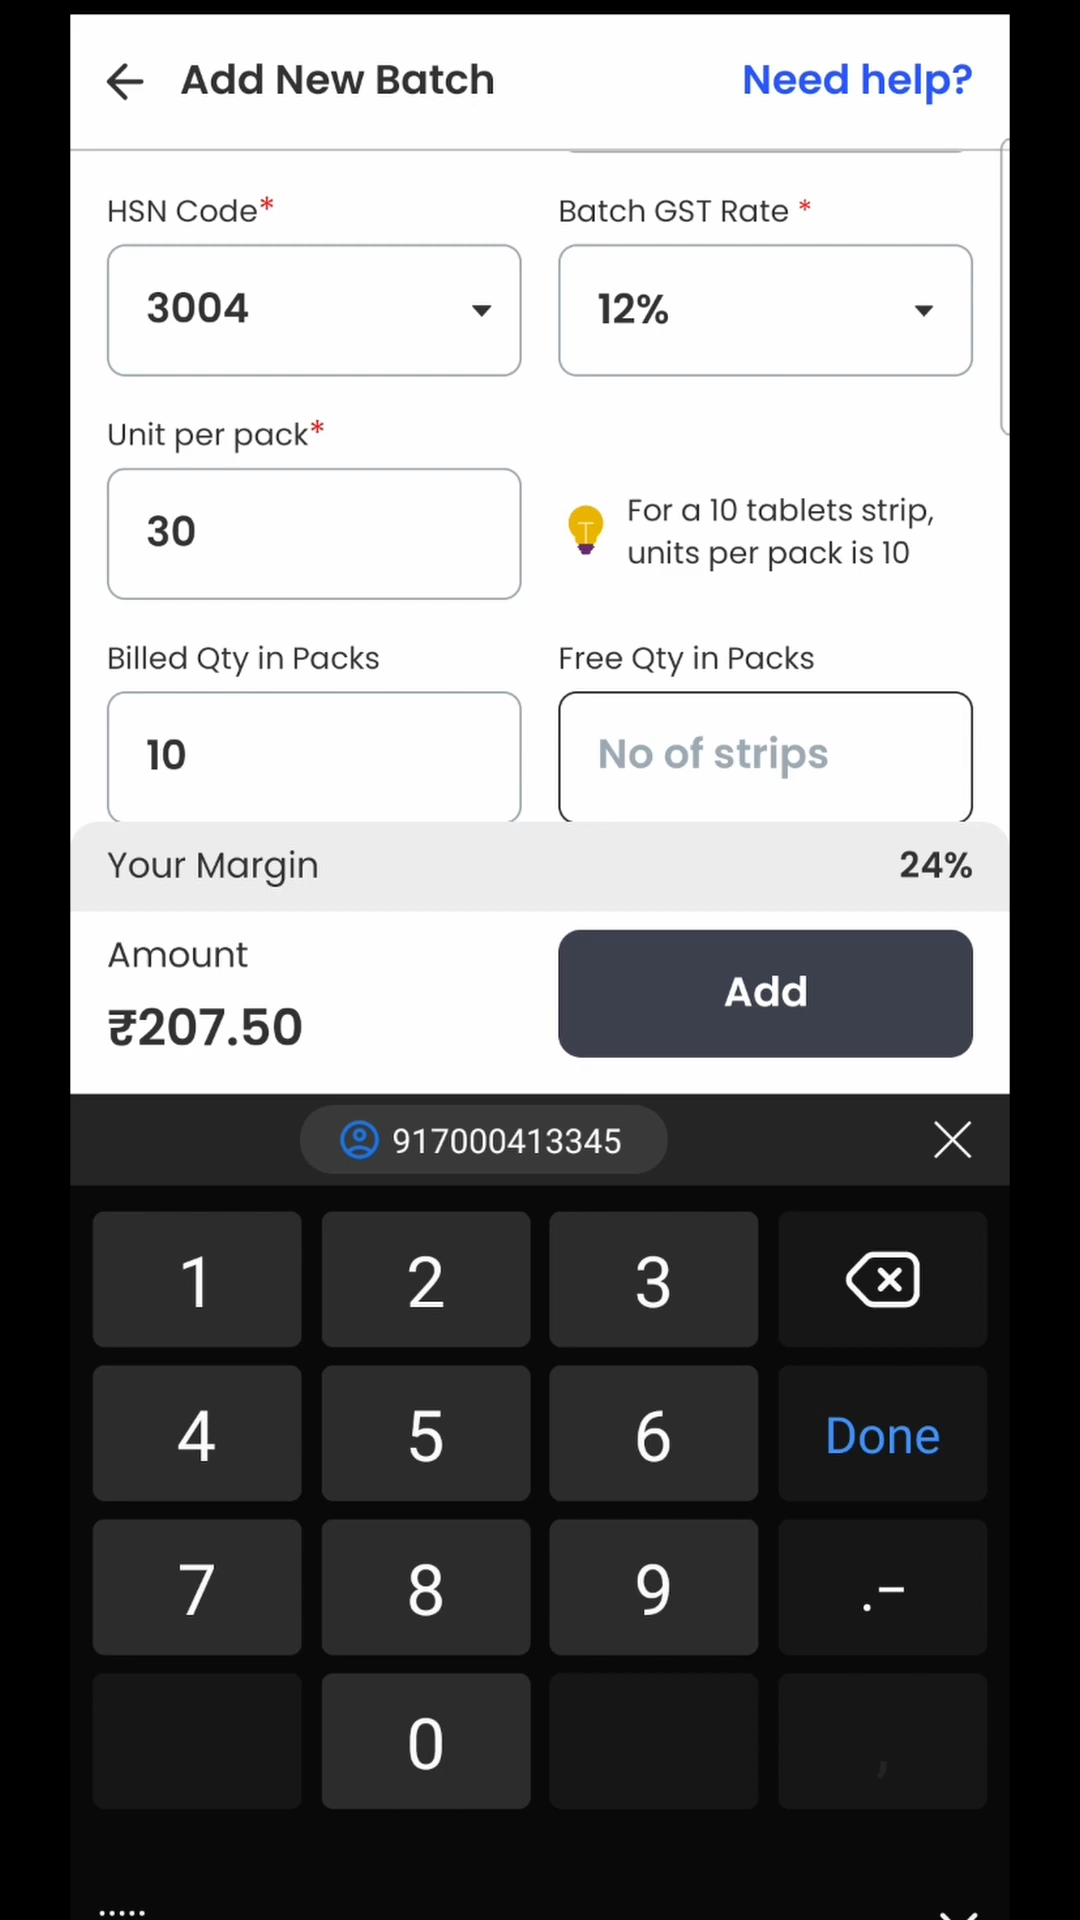 Add New Batch
Need help?
HSN Code*
Batch GST Rate *
3004
12%
Unit per pack*
30
For a 10 tablets strip,
units per pack is 10
Billed Qty in Packs
Free Qty in Packs
10
No of strips
Your Margin
24%
Amount
₹207.50
Add
917000413345
1
2
3
4
5
6
Done
7
8
9
.-
0
,